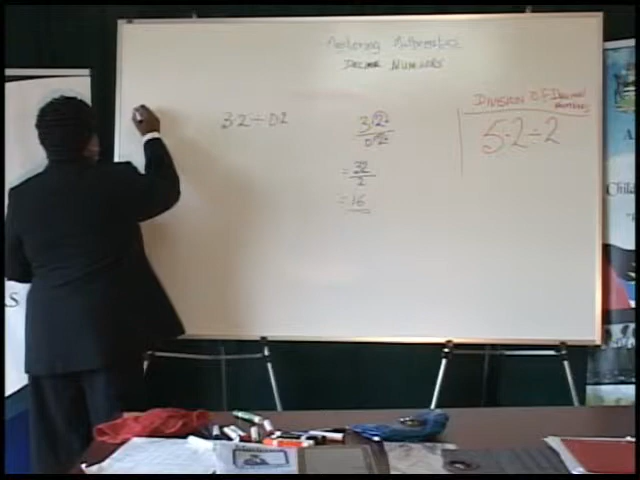 Mastering Mathematics
DECIMAL NUMBERS
3.2 ÷ 0.2
3.2
0.2
= 32
2
= 16
DIVISION OF Decimal
Numbers
5.2 ÷ 2